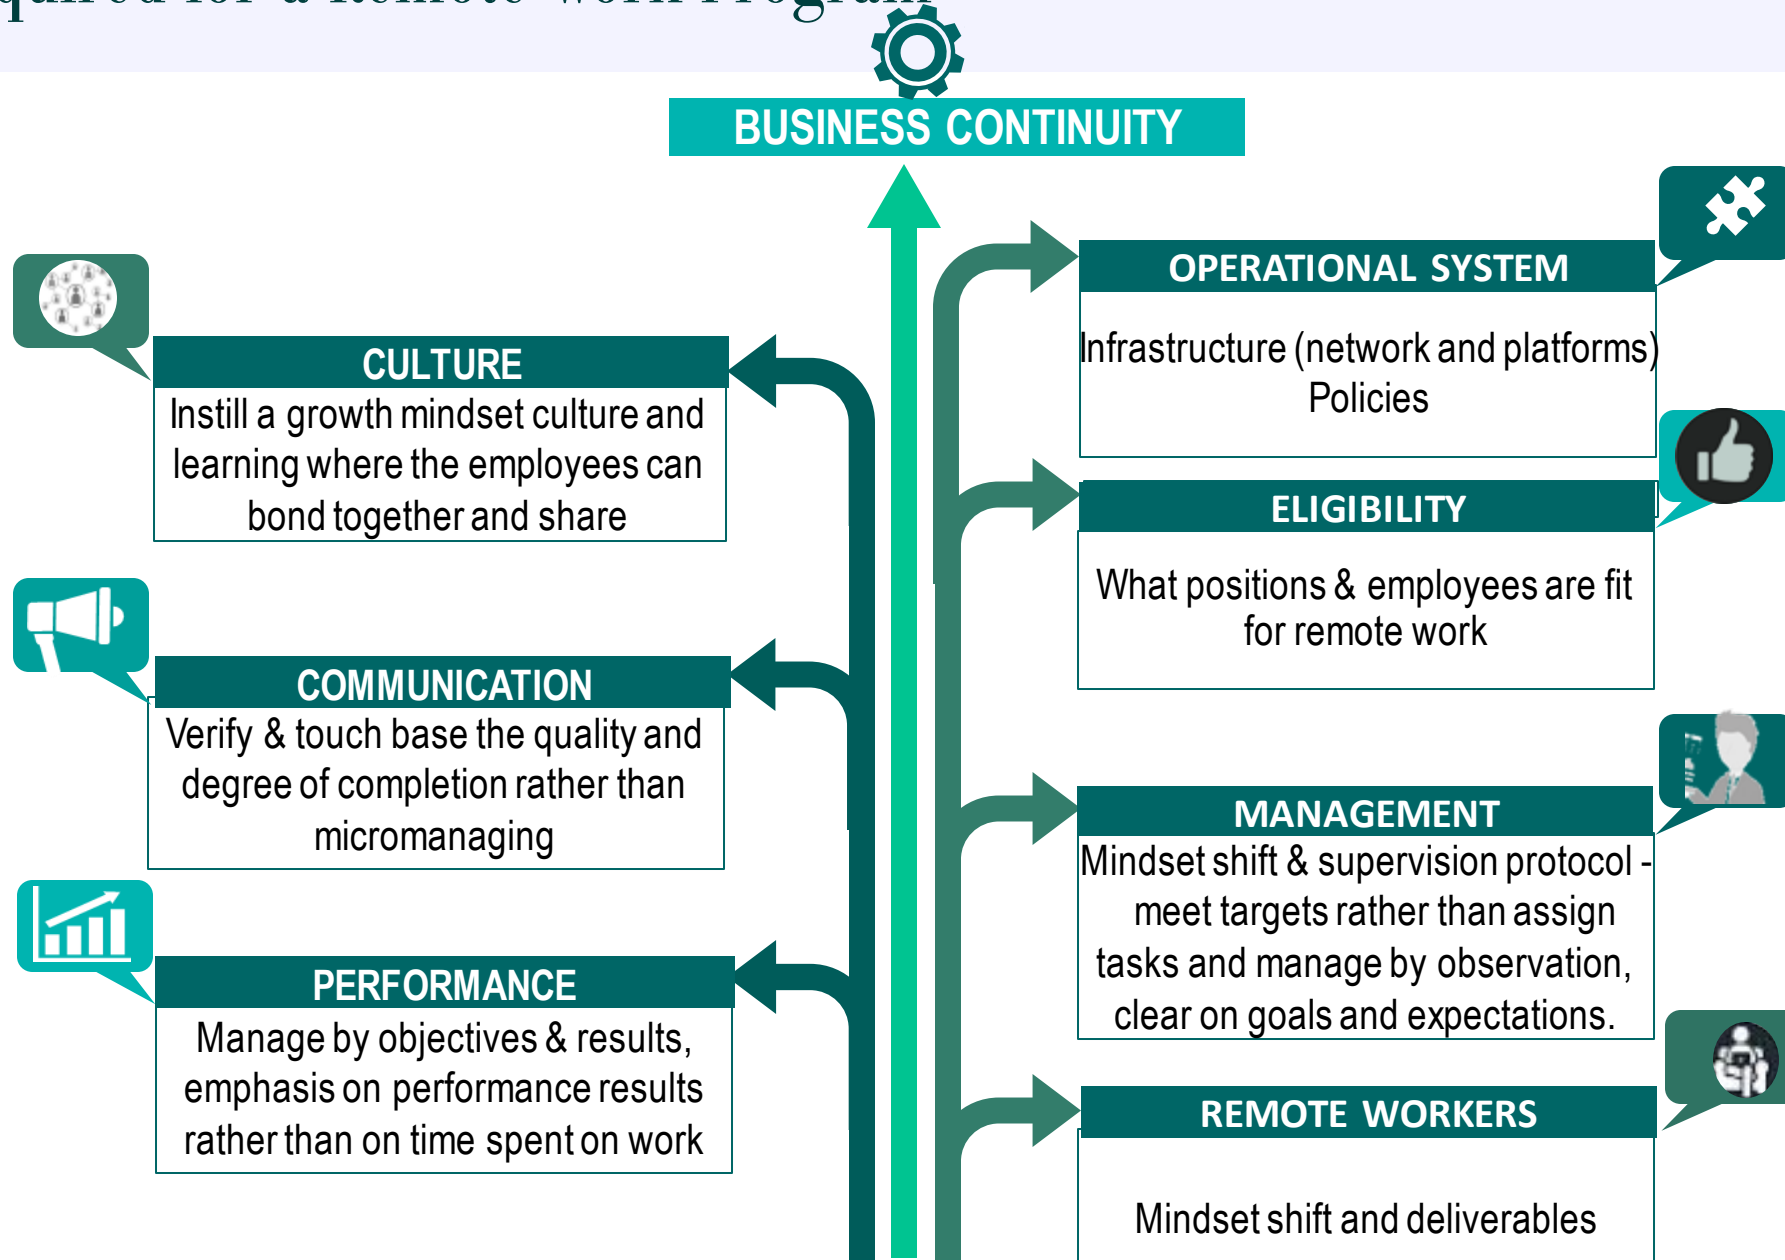 for a Remote Work Program
BUSINESS CONTINUITY
CULTURE
Instill a growth mindset culture and
learning where the employees can
bond together and share
COMMUNICATION
Verify & touch base the quality and
degree of completion rather than
micromanaging
PERFORMANCE
Manage by objectives & results,
emphasis on performance results
rather than on time spent on work
OPERATIONAL SYSTEM
Infrastructure (network and platforms)
Policies
ELIGIBILITY
What positions & employees are fit
for remote work
MANAGEMENT
Mindset shift & supervision protocol -
meet targets rather than assign
tasks and manage by observation,
clear on goals and expectations.
REMOTE WORKERS
Mindset shift and deliverables